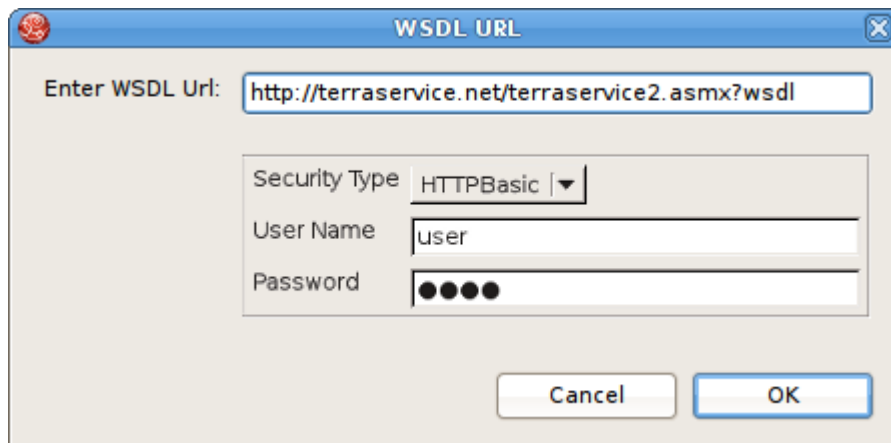 WSDL URL
Enter WSDL Url: http://terraservice.net/terraservice2.asmx?wsdl
Security Type HTTPBasic
User Name user
Password ●●●●
Cancel OK